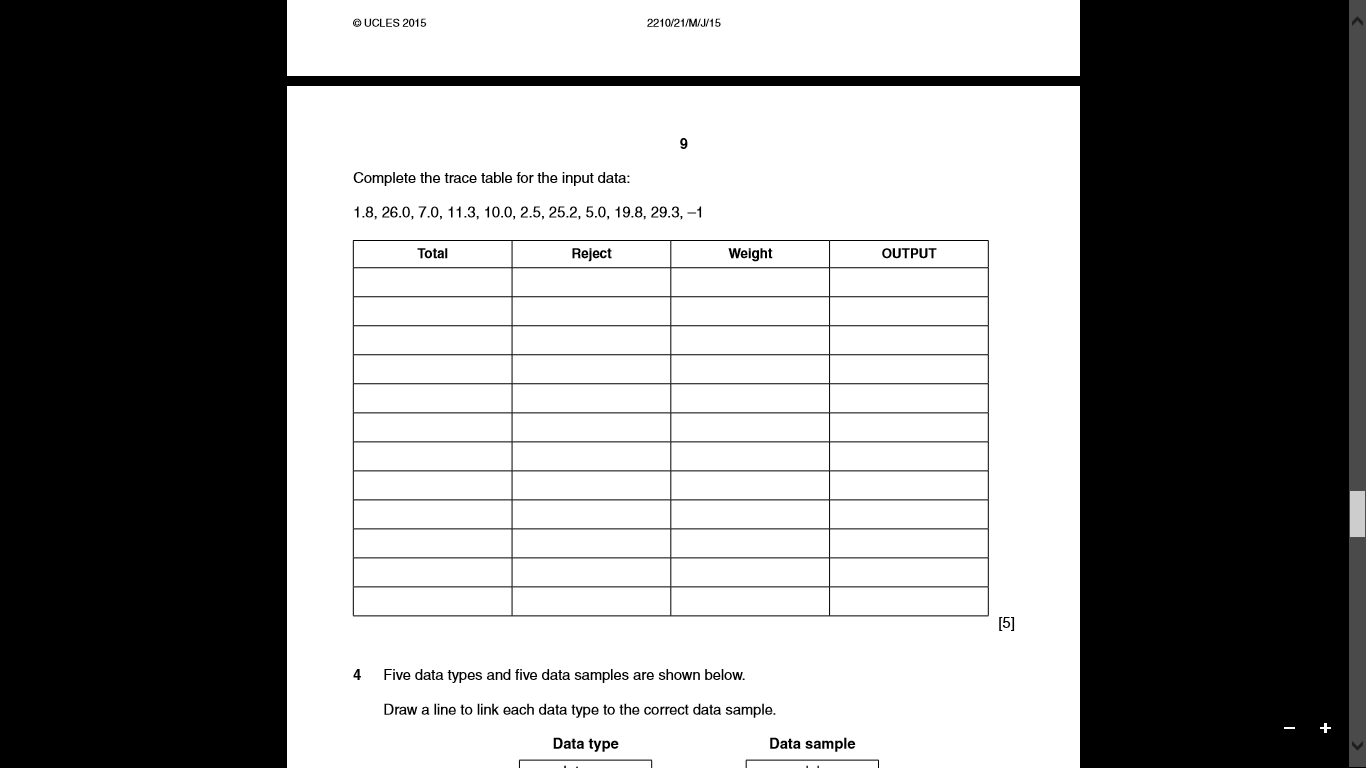 © UCLES 2015 2210/21/M/J/15
9
Complete the trace table for the input data:
1.8, 26.0, 7.0, 11.3, 10.0, 2.5, 25.2, 5.0, 19.8, 29.3, –1
Total Reject Weight OUTPUT
[5]
4 Five data types and five data samples are shown below.
Draw a line to link each data type to the correct data sample.
Data type Data sample